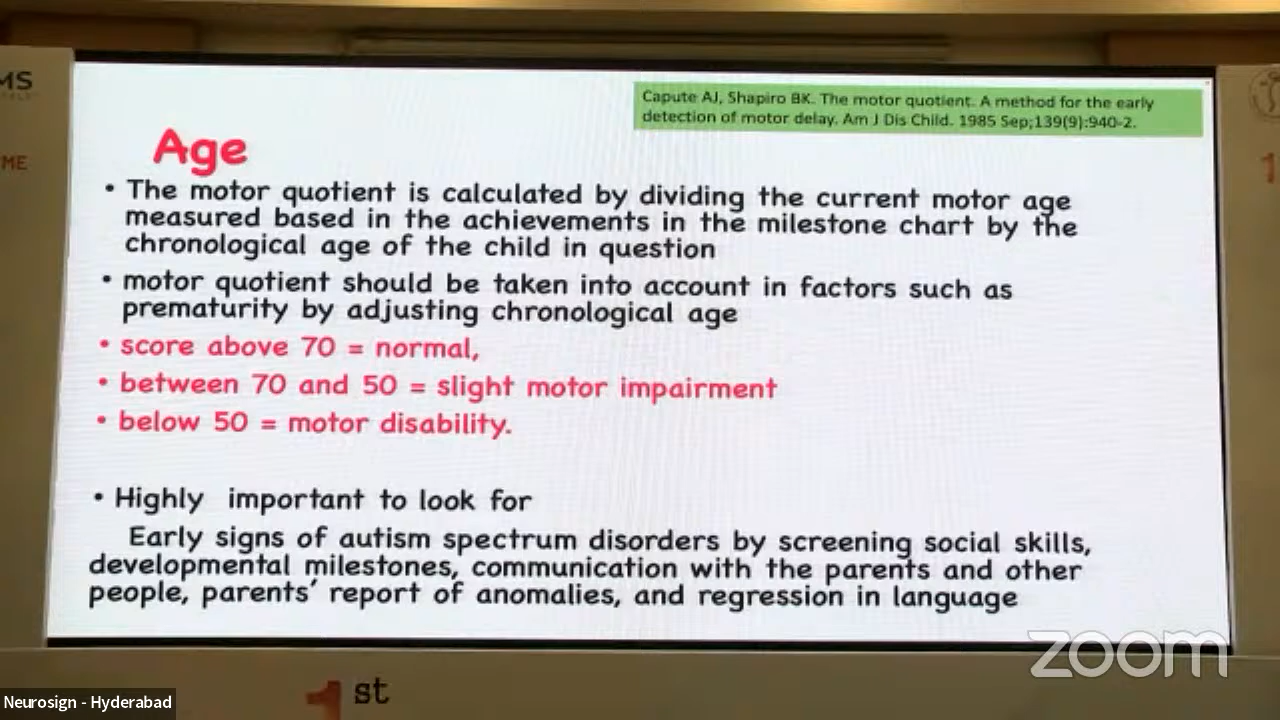 MS
ME
Capute AJ, Shapiro BK. The motor quotient. A method for the early
detection of motor delay. Am J Dis Child. 1985 Sep;139(9):940-2.
Age
• The motor quotient is calculated by dividing the current motor age
measured based in the achievements in the milestone chart by the
chronological age of the child in question
• motor quotient should be taken into account in factors such as
prematurity by adjusting chronological age
• score above 70 = normal,
• between 70 and 50 = slight motor impairment
• below 50 = motor disability.
• Highly important to look for
Early signs of autism spectrum disorders by screening social skills,
developmental milestones, communication with the parents and other
people, parents' report of anomalies, and regression in language
zoom
1st
1
Neurosign - Hyderabad